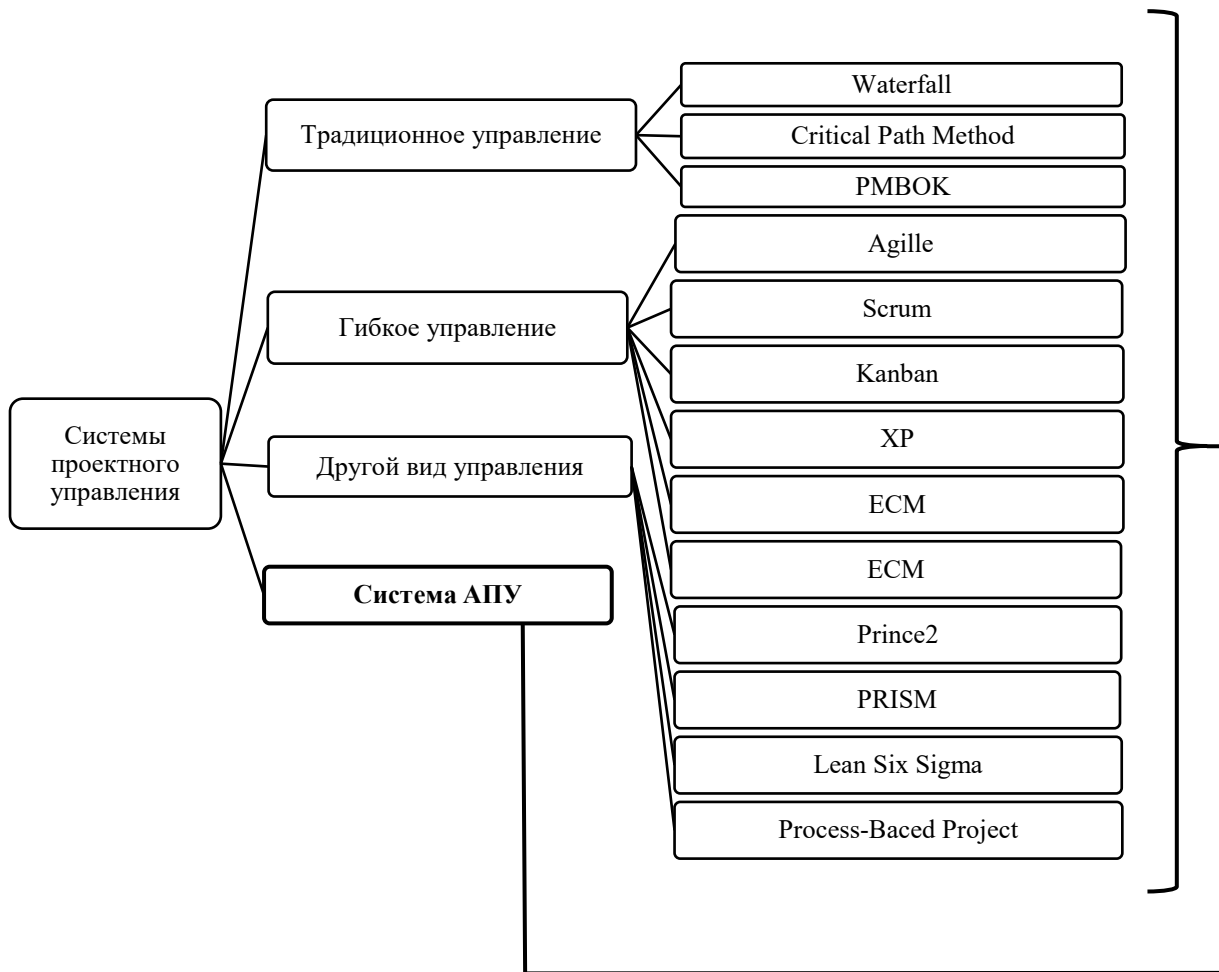 Системы
проектного
управления
Традиционное управление
Гибкое управление
Другой вид управления
Система АПУ
Waterfall
Critical Path Method
PMBOK
Agille
Scrum
Kanban
XP
ECM
ECM
Prince2
PRISM
Lean Six Sigma
Process-Baced Project